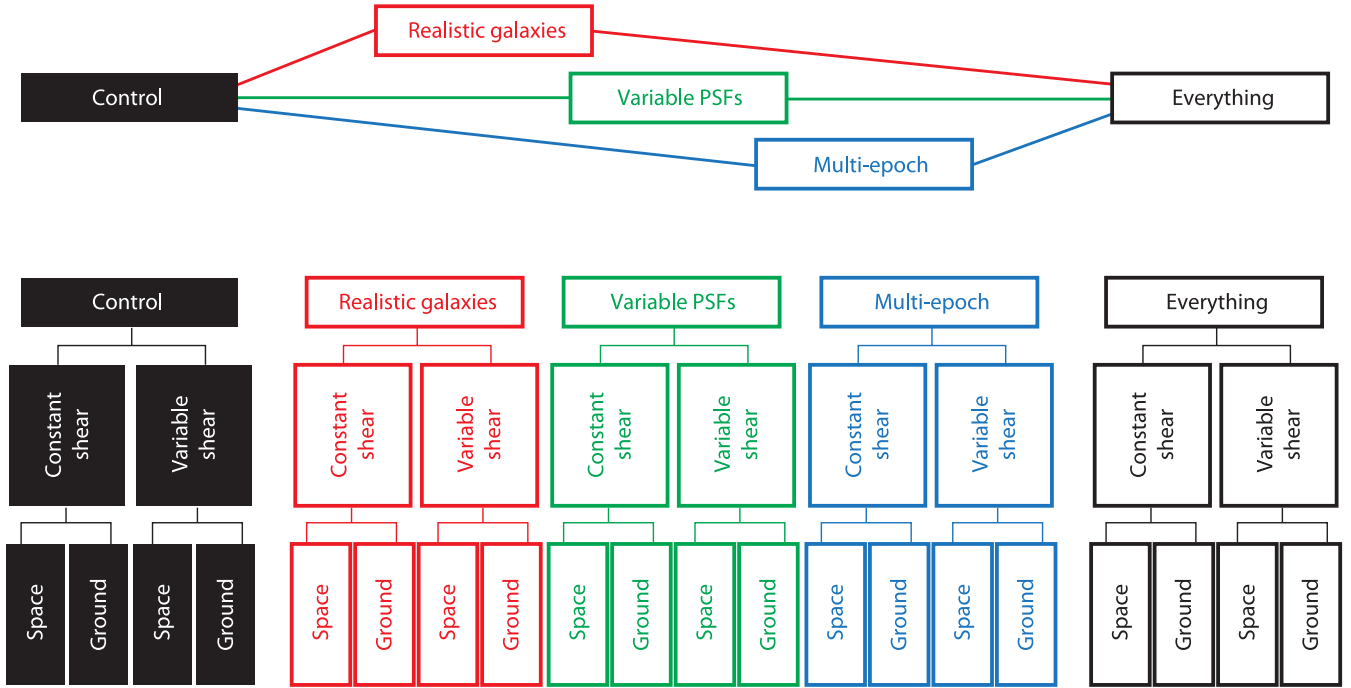 Realistic galaxies
Control
Variable PSFs
Everything
Multi-epoch
Control
Realistic galaxies
Variable PSFs
Multi-epoch
Everything
Constant
shear
Variable
shear
Constant
shear
Variable
shear
Constant
shear
Variable
shear
Constant
shear
Variable
shear
Constant
shear
Variable
shear
Space
Ground
Space
Ground
Space
Ground
Space
Ground
Space
Ground
Space
Ground
Space
Ground
Space
Ground
Space
Ground
Space
Ground